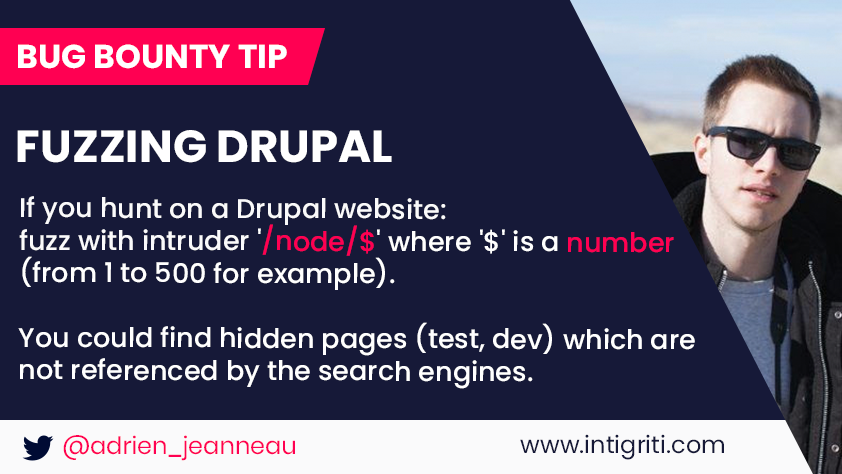 BUG BOUNTY TIP
FUZZING DRUPAL
If you hunt on a Drupal website:
fuzz with intruder '/node/$' where '$' is a number
(from 1 to 500 for example).
You could find hidden pages (test, dev) which are
not referenced by the search engines.
@adrien_jeanneau
www.intigriti.com